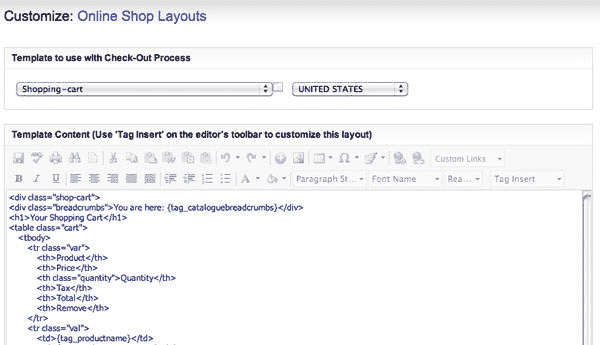 Customize: Online Shop Layouts
Template to use with Check-Out Process
Shopping-cart UNITED STATES
Template Content (Use 'Tag Insert' on the editor's toolbar to customize this layout)
Custom Links
B I U A Paragraph St... Font Name Rea... Tag Insert
<div class="shop-cart">
<div class="breadcrumbs">You are here: {tag_cataloguebreadcrumbs}</div>
<h1>Your Shopping Cart</h1>
<table class="cart">
<tbody>
<tr class="var">
<th>Product</th>
<th>Price</th>
<th class="quantity">Quantity</th>
<th>Tax</th>
<th>Total</th>
<th>Remove</th>
</tr>
<tr class="val">
<td>{tag_productname}</td>